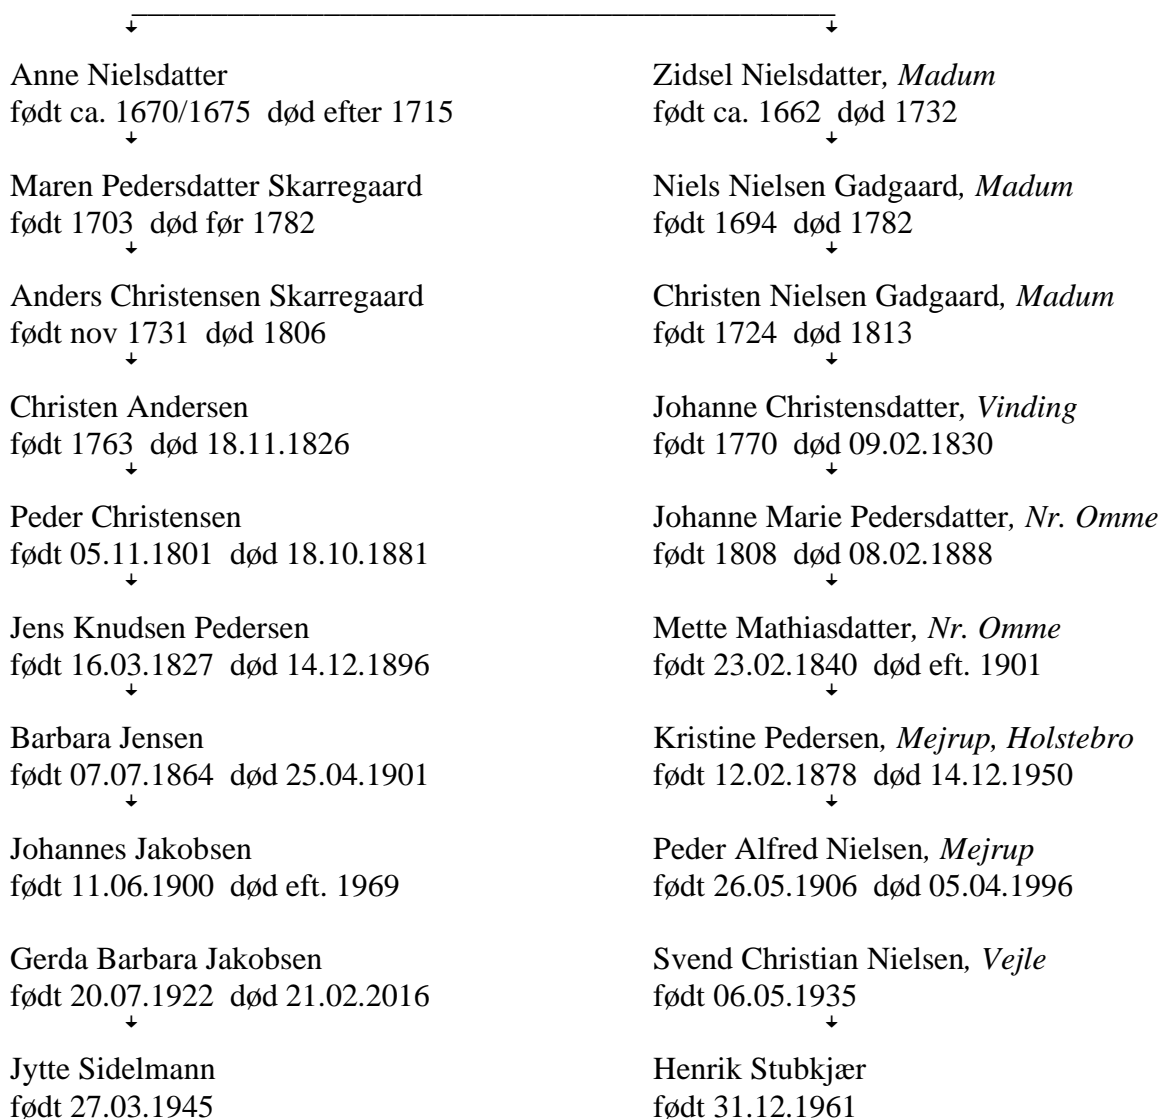 Anne Nielsdatter
født ca. 1670/1675  død efter 1715
Maren Pedersdatter Skarregaard
født 1703  død før 1782
Anders Christensen Skarregaard
født nov 1731  død 1806
Christen Andersen
født 1763  død 18.11.1826
Peder Christensen
født 05.11.1801  død 18.10.1881
Jens Knudsen Pedersen
født 16.03.1827  død 14.12.1896
Barbara Jensen
født 07.07.1864  død 25.04.1901
Johannes Jakobsen
født 11.06.1900  død eft. 1969
Gerda Barbara Jakobsen
født 20.07.1922  død 21.02.2016
Jytte Sidelmann
født 27.03.1945
Zidsel Nielsdatter, Madum
født ca. 1662  død 1732
Niels Nielsen Gadgaard, Madum
født 1694  død 1782
Christen Nielsen Gadgaard, Madum
født 1724  død 1813
Johanne Christensdatter, Vinding
født 1770  død 09.02.1830
Johanne Marie Pedersdatter, Nr. Omme
født 1808  død 08.02.1888
Mette Mathiasdatter, Nr. Omme
født 23.02.1840  død eft. 1901
Kristine Pedersen, Mejrup, Holstebro
født 12.02.1878  død 14.12.1950
Peder Alfred Nielsen, Mejrup
født 26.05.1906  død 05.04.1996
Svend Christian Nielsen, Vejle
født 06.05.1935
Henrik Stubkjær
født 31.12.1961